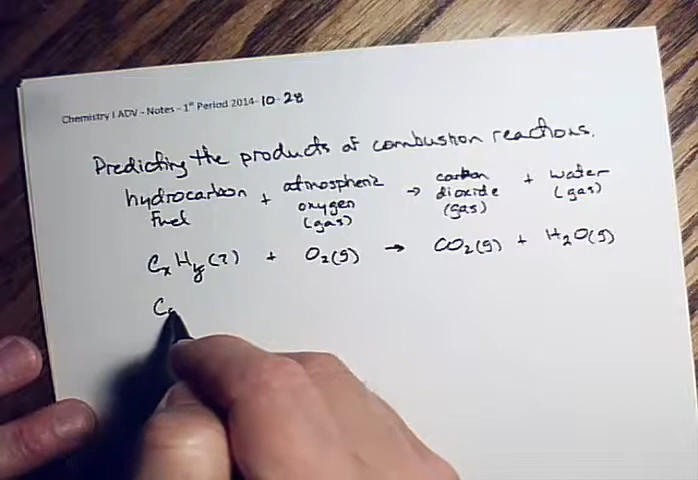 Chemistry I ADV - Notes - 1st Period 2014-10-28
Predicting the products of combustion reactions.
hydrocarbon + atmospheric → carbon + water
fuel oxygen dioxide (gas)
(gas) (gas)
CxHy(?) + O2(g) → CO2(g) + H2O(g)
C